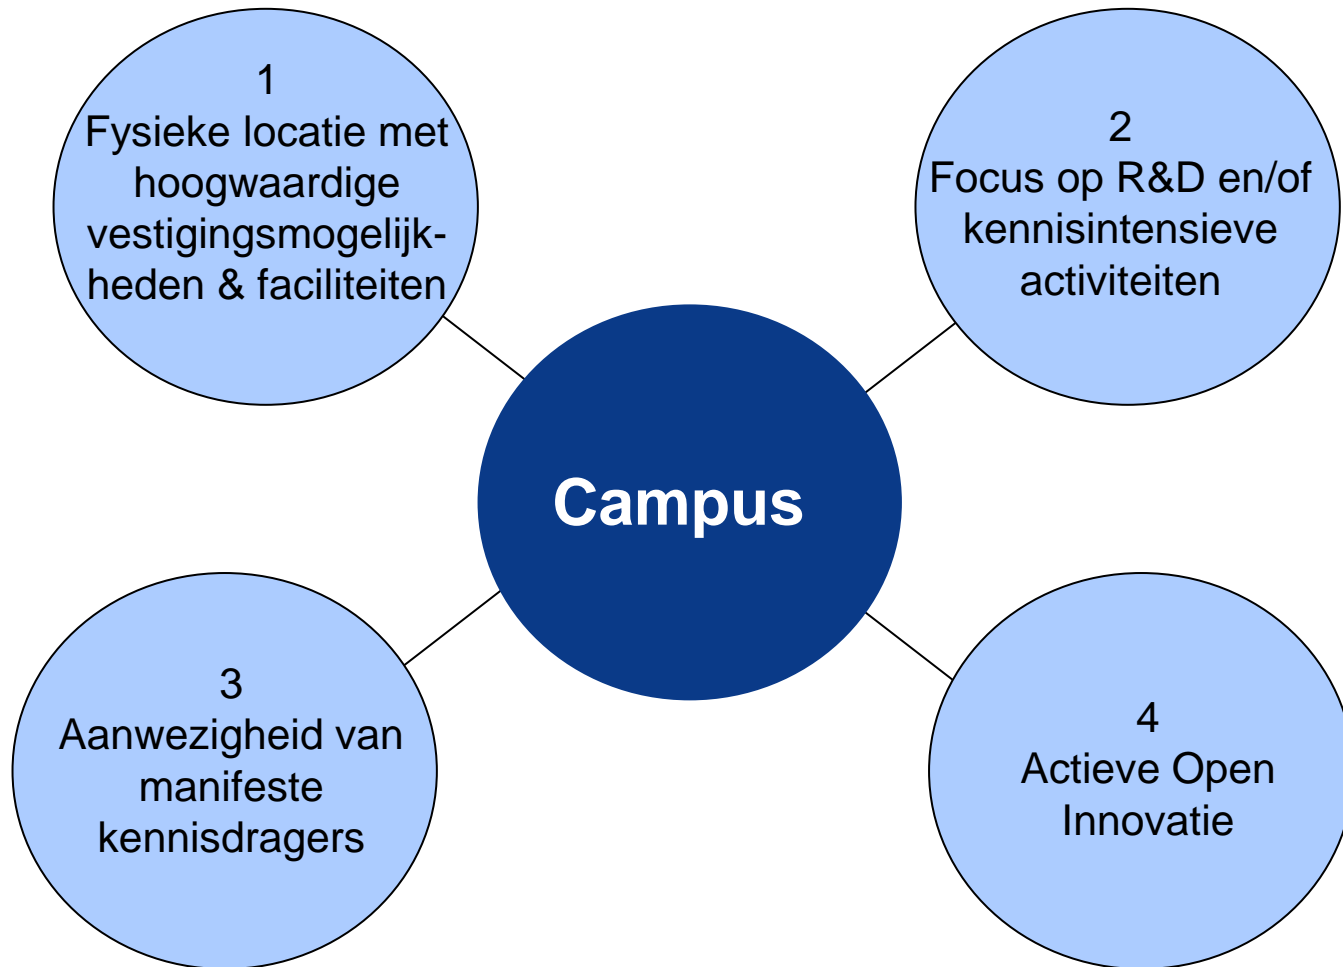 1
Fysieke locatie met
hoogwaardige
vestigingsmogelijk-
heden & faciliteiten
2
Focus op R&D en/of
kennisintensieve
activiteiten
Campus
3
Aanwezigheid van
manifeste
kennisdragers
4
Actieve Open
Innovatie